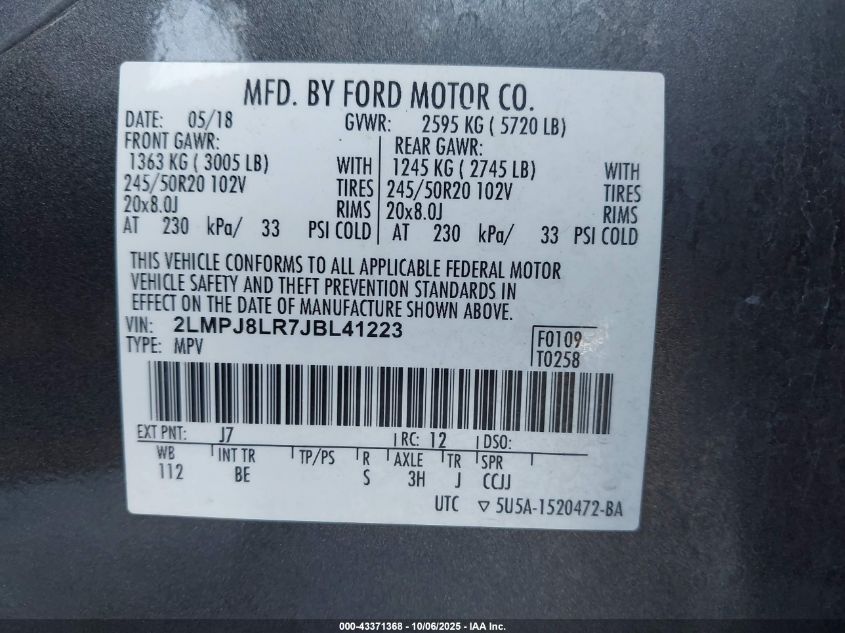 MFD. BY FORD MOTOR CO.
DATE: 05/18 GVWR: 2595 KG ( 5720 LB)
FRONT GAWR: REAR GAWR:
1363 KG ( 3005 LB) WITH 1245 KG ( 2745 LB) WITH
245/50R20 102V TIRES 245/50R20 102V TIRES
20x8.0J RIMS 20x8.0J RIMS
AT 230 kPa/ 33 PSI COLD AT 230 kPa/ 33 PSI COLD
THIS VEHICLE CONFORMS TO ALL APPLICABLE FEDERAL MOTOR
VEHICLE SAFETY AND THEFT PREVENTION STANDARDS IN
EFFECT ON THE DATE OF MANUFACTURE SHOWN ABOVE.
VIN: 2LMPJ8LR7JBL41223
TYPE: MPV
F0109
T0258
EXT PNT: J7 RC: 12 DSO:
WB INT TR TP/PS R AXLE TR SPR
112 BE S 3H J CCJJ
UTC ▽ 5U5A-1520472-BA
000-43371368 - 10/06/2025 - IAA Inc.